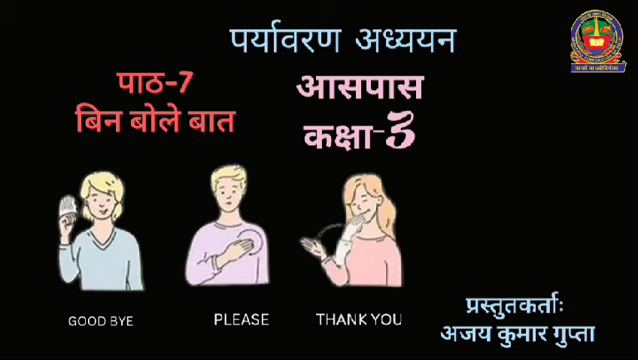 पर्यावरण अध्ययन
पाठ-7
बिन बोले बात
आसपास
कक्षा-3
GOOD BYE
PLEASE
THANK YOU
प्रस्तुतकर्ताः
अजय कुमार गुप्ता